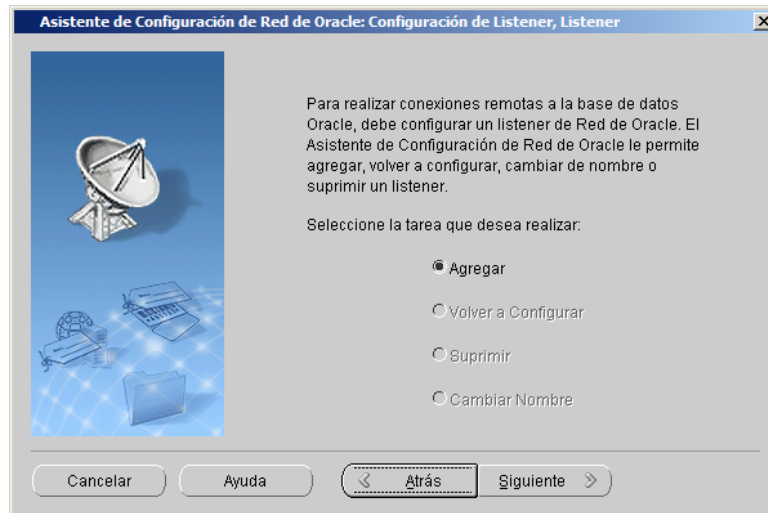 Asistente de Configuración de Red de Oracle: Configuración de Listener, Listener
Para realizar conexiones remotas a la base de datos
Oracle, debe configurar un listener de Red de Oracle. El
Asistente de Configuración de Red de Oracle le permite
agregar, volver a configurar, cambiar de nombre o
suprimir un listener.
Seleccione la tarea que desea realizar:
Agregar
Volver a Configurar
Suprimir
Cambiar Nombre
Cancelar
Ayuda
Atrás
Siguiente